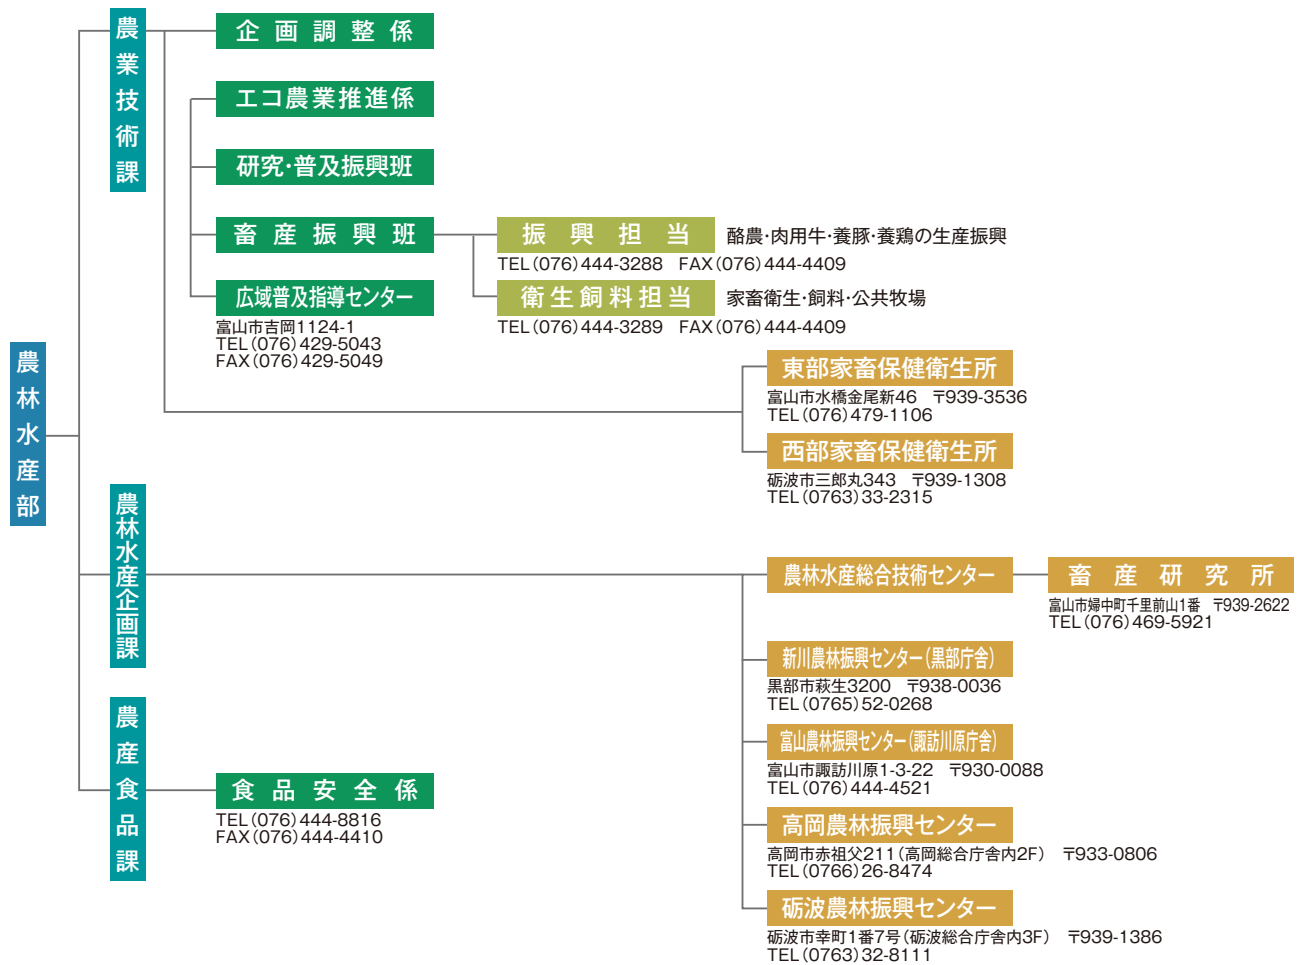 農林水産部
農業技術課
企画調整係
エコ農業推進係
研究・普及振興班
畜産振興班
振興担当
酪農・肉用牛・養豚・養鶏の生産振興
TEL(076)444-3288　FAX(076)444-4409
衛生飼料担当
家畜衛生・飼料・公共牧場
TEL(076)444-3289　FAX(076)444-4409
広域普及指導センター
富山市吉岡1124-1
TEL(076)429-5043
FAX(076)429-5049
東部家畜保健衛生所
富山市水橋金尾新46　〒939-3536
TEL(076)479-1106
西部家畜保健衛生所
砺波市三郎丸343　〒939-1308
TEL(0763)33-2315
農林水産企画課
農林水産総合技術センター
畜産研究所
富山市婦中町千里前山1番　〒939-2622
TEL(076)469-5921
新川農林振興センター(黒部庁舎)
黒部市萩生3200　〒938-0036
TEL(0765)52-0268
富山農林振興センター(諏訪川原庁舎)
富山市諏訪川原1-3-22　〒930-0088
TEL(076)444-4521
高岡農林振興センター
高岡市赤祖父211(高岡総合庁舎内2F)　〒933-0806
TEL(0766)26-8474
砺波農林振興センター
砺波市幸町1番7号(砺波総合庁舎内3F)　〒939-1386
TEL(0763)32-8111
農産食品課
食品安全係
TEL(076)444-8816
FAX(076)444-4410